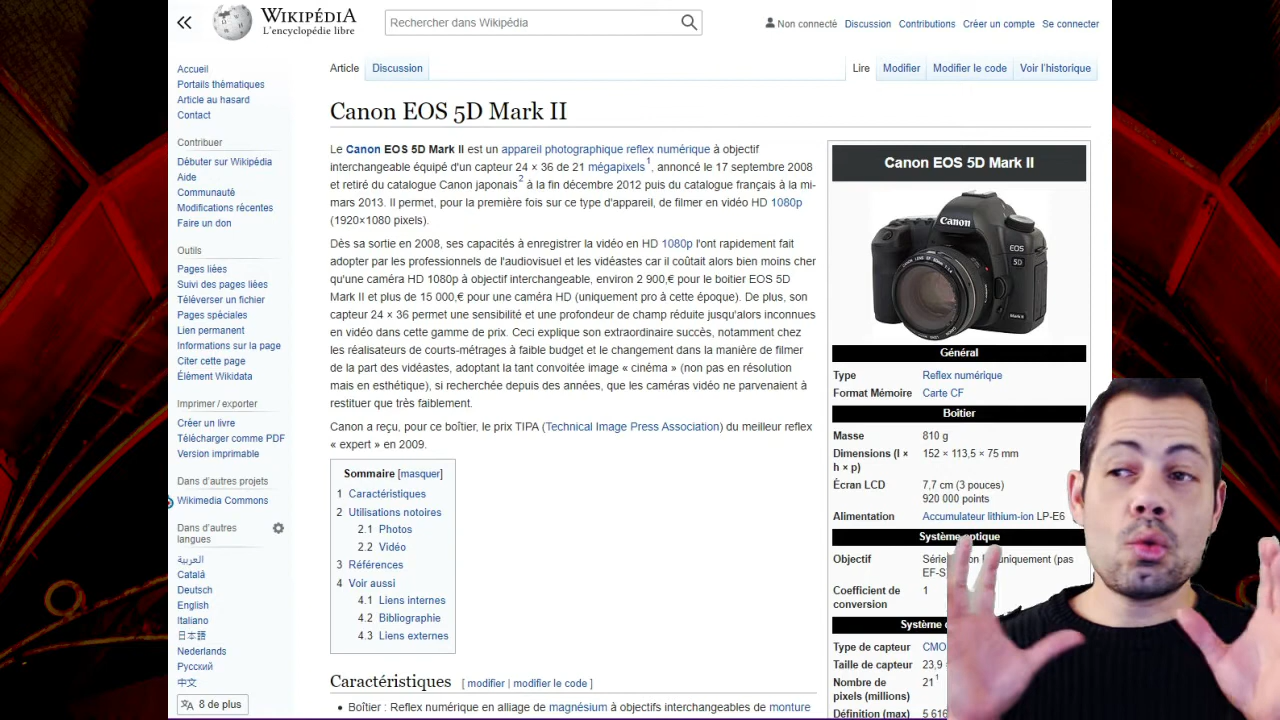 WIKIPÉDIA
L'encyclopédie libre
Rechercher dans Wikipédia
Non connecté Discussion Contributions Créer un compte Se connecter
Article Discussion
Lire Modifier Modifier le code Voir l'historique
Accueil
Portails thématiques
Article au hasard
Contact
Contribuer
Débuter sur Wikipédia
Aide
Communauté
Modifications récentes
Faire un don
Outils
Pages liées
Suivi des pages liées
Téléverser un fichier
Pages spéciales
Lien permanent
Informations sur la page
Citer cette page
Élément Wikidata
Imprimer / exporter
Créer un livre
Télécharger comme PDF
Version imprimable
Dans d'autres projets
Wikimedia Commons
Dans d'autres
langues
العربية
Català
Deutsch
English
Italiano
日本語
Nederlands
Русский
中文
8 de plus
Canon EOS 5D Mark II
Le Canon EOS 5D Mark II est un appareil photographique reflex numérique à objectif
interchangeable équipé d'un capteur 24 × 36 de 21 mégapixels1, annoncé le 17 septembre 2008
et retiré du catalogue Canon japonais2 à la fin décembre 2012 puis du catalogue français à la mi-
mars 2013. Il permet, pour la première fois sur ce type d'appareil, de filmer en vidéo HD 1080p
(1920×1080 pixels).
Dès sa sortie en 2008, ses capacités à enregistrer la vidéo en HD 1080p l'ont rapidement fait
adopter par les professionnels de l'audiovisuel et les vidéastes car il coûtait alors bien moins cher
qu'une caméra HD 1080p à objectif interchangeable, environ 2 900,€ pour le boitier EOS 5D
Mark II et plus de 15 000,€ pour une caméra HD (uniquement pro à cette époque). De plus, son
capteur 24 × 36 permet une sensibilité et une profondeur de champ réduite jusqu'alors inconnues
en vidéo dans cette gamme de prix. Ceci explique son extraordinaire succès, notamment chez
les réalisateurs de courts-métrages à faible budget et le changement dans la manière de filmer
de la part des vidéastes, adoptant la tant convoitée image « cinéma » (non pas en résolution
mais en esthétique), si recherchée depuis des années, que les caméras vidéo ne parvenaient à
restituer que très faiblement.
Canon a reçu, pour ce boîtier, le prix TIPA (Technical Image Press Association) du meilleur reflex
« expert » en 2009.
Sommaire [masquer]
1 Caractéristiques
2 Utilisations notoires
2.1 Photos
2.2 Vidéo
3 Références
4 Voir aussi
4.1 Liens internes
4.2 Bibliographie
4.3 Liens externes
Caractéristiques [ modifier | modifier le code ]
Boîtier : Reflex numérique en alliage de magnésium à objectifs interchangeables de monture
Canon EOS 5D Mark II
Canon
EOS
5D
Mark II
Général
Type Reflex numérique
Format Mémoire Carte CF
Boitier
Masse 810 g
Dimensions (l × 152 × 113,5 × 75 mm
h × p)
Écran LCD 7,7 cm (3 pouces)
920 000 points
Alimentation Accumulateur lithium-ion LP-E6
Système optique
Objectif uniquement (pas
EF-S
Coefficient de 1
conversion
Système
Type de capteur CMO
Taille de capteur 23,9
Nombre de 21 1
pixels (millions)
Définition (max) 5 616